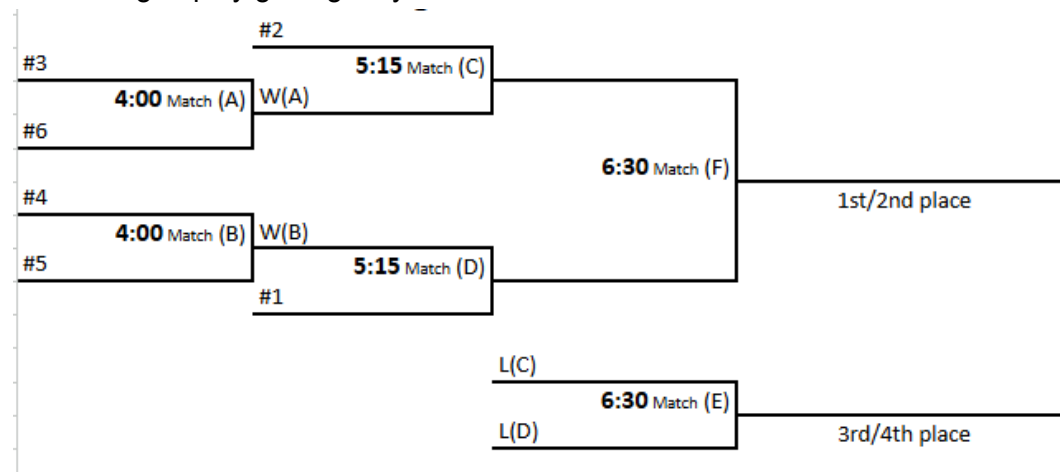 #2
#3
5:15 Match (C)
4:00 Match (A)
W(A)
#6
6:30 Match (F)
#4
1st/2nd place
4:00 Match (B)
W(B)
#5
5:15 Match (D)
#1
L(C)
6:30 Match (E)
L(D)
3rd/4th place